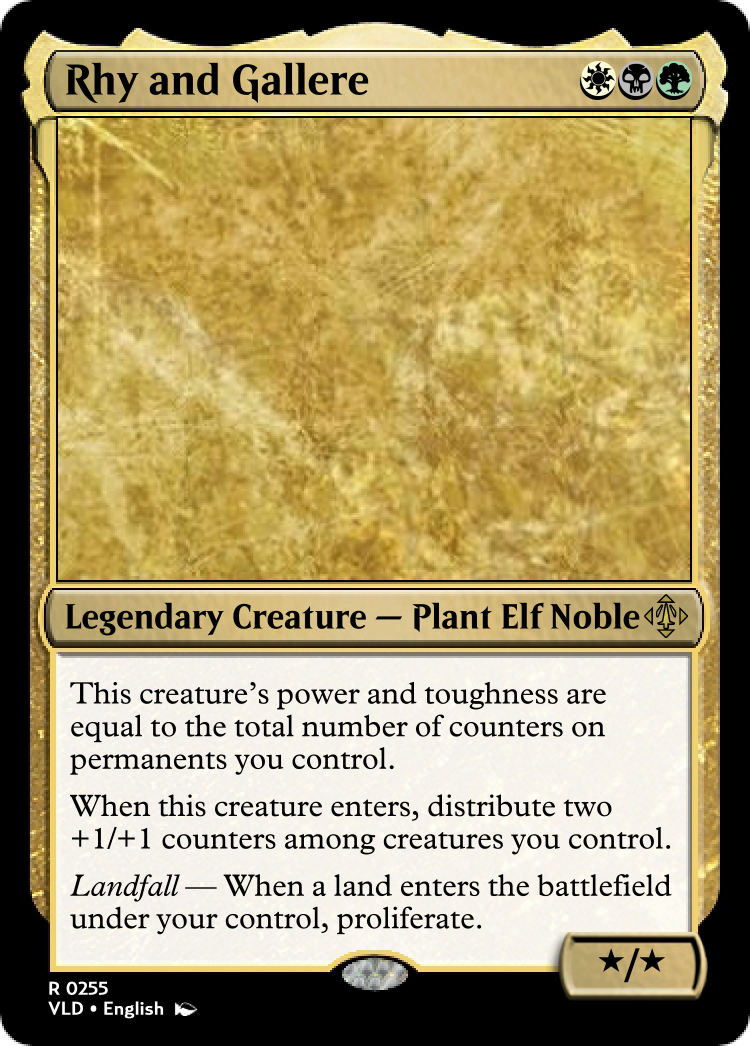 Rhy and Gallere
Legendary Creature — Plant Elf Noble
This creature's power and toughness are
equal to the total number of counters on
permanents you control.
When this creature enters, distribute two
+1/+1 counters among creatures you control.
Landfall — When a land enters the battlefield
under your control, proliferate.
★/★
R 0255
VLD • English